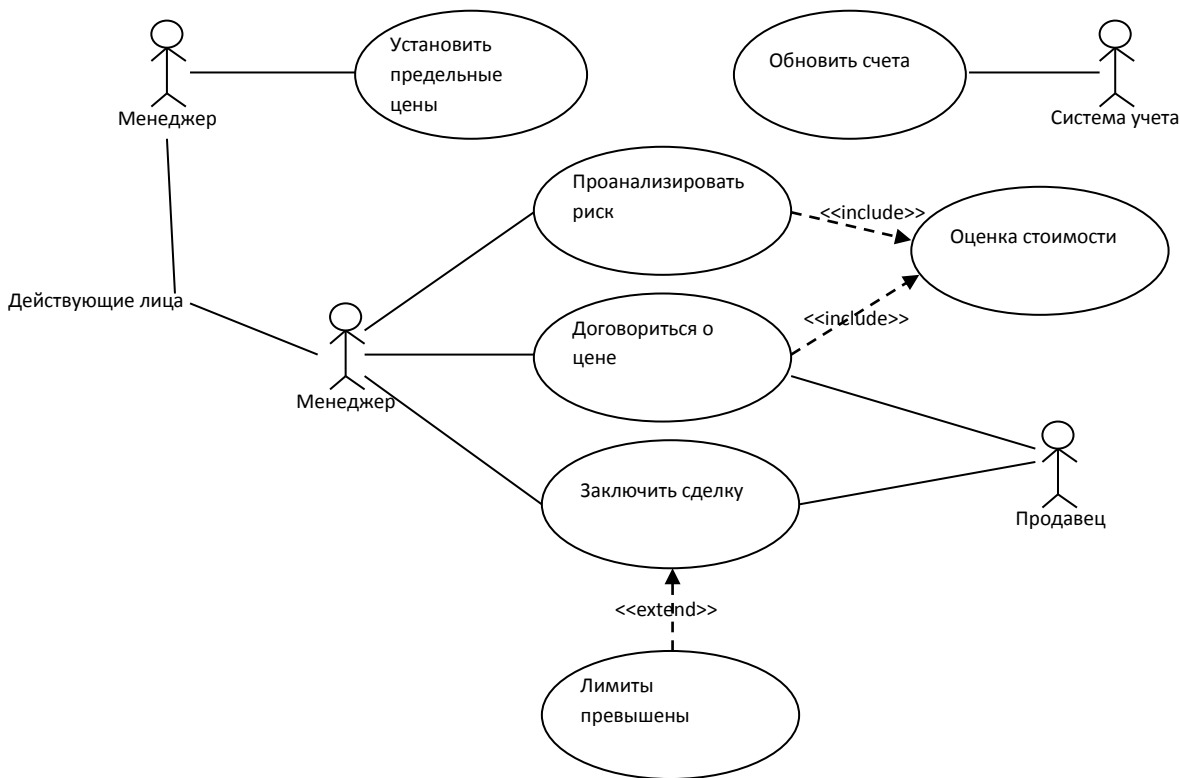 Установить
предельные
цены
Обновить счета
Менеджер
Система учета
Проанализировать
риск
<<include>>
Оценка стоимости
Действующие лица
<<include>>
Договориться о
цене
Менеджер
Заключить сделку
Продавец
<<extend>>
Лимиты
превышены